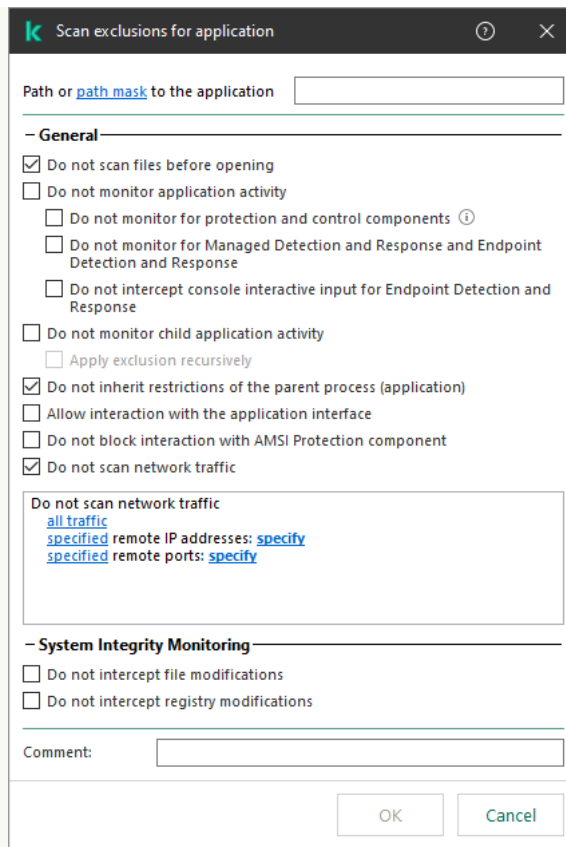 Scan exclusions for application
Path or path mask to the application
General
Do not scan files before opening
Do not monitor application activity
Do not monitor for protection and control components
Do not monitor for Managed Detection and Response and Endpoint
Detection and Response
Do not intercept console interactive input for Endpoint Detection and
Response
Do not monitor child application activity
Apply exclusion recursively
Do not inherit restrictions of the parent process (application)
Allow interaction with the application interface
Do not block interaction with AMSI Protection component
Do not scan network traffic
Do not scan network traffic
all traffic
specified remote IP addresses: specify
specified remote ports: specify
System Integrity Monitoring
Do not intercept file modifications
Do not intercept registry modifications
Comment:
OK Cancel